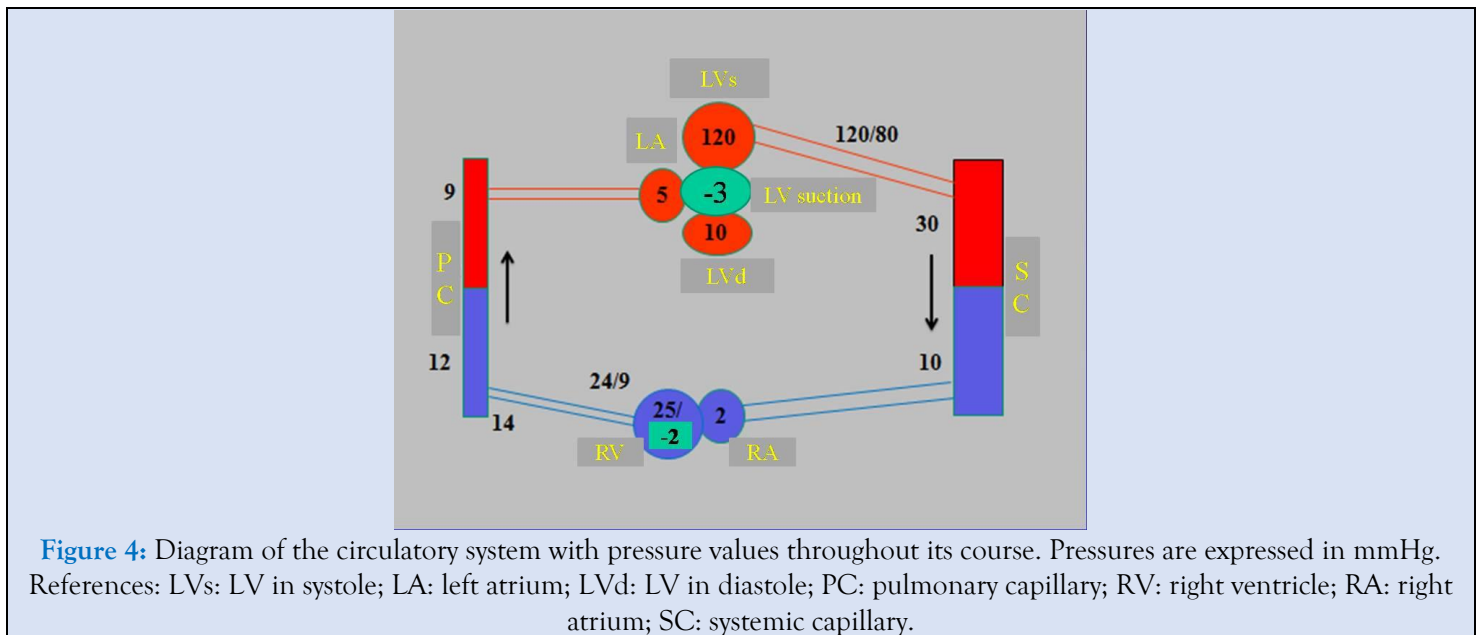 LVs
120
120/80
LA
9
5
-3
LV suction
30
10
P
C
LVd
S
C
12
10
24/9
25/
2
-2
14
RV
RA
Figure 4: Diagram of the circulatory system with pressure values throughout its course. Pressures are expressed in mmHg.
References: LVs: LV in systole; LA: left atrium; LVd: LV in diastole; PC: pulmonary capillary; RV: right ventricle; RA: right
atrium; SC: systemic capillary.